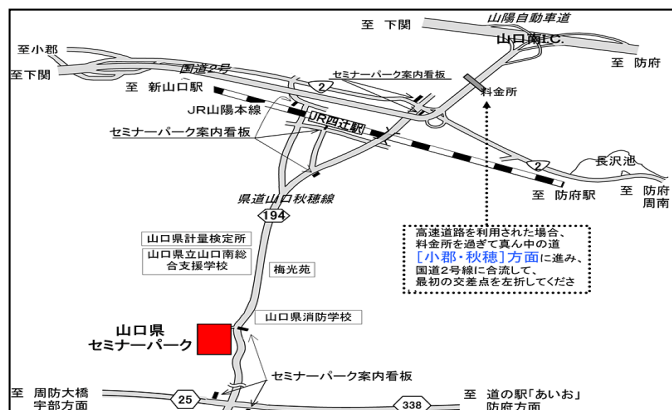 至 下関
山陽自動車道
山口南I.C.
至 防府
至小郡
至下関
国道2号
至 新山口駅
2
セミナーパーク案内看板
料金所
JR山陽本線
JR四辻駅
セミナーパーク案内看板
2
長沢池
至 防府駅
至 防府
周南
県道山口秋穂線
194
高速道路を利用された場合、
料金所を過ぎて真ん中の道
[小郡・秋穂]方面に進み、
国道2号線に合流して、
最初の交差点を左折してくださ
山口県計量検定所
山口県立山口南総
合支援学校
梅光苑
山口県消防学校
山口県
セミナーパーク
セミナーパーク案内看板
至 周防大橋
宇部方面
25
338
至 道の駅「あいお」
防府方面